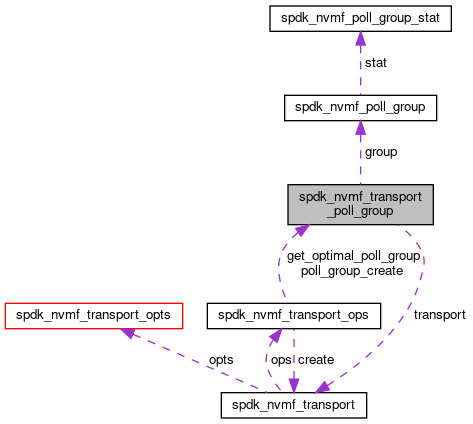 spdk_nvmf_poll_group_stat
stat
spdk_nvmf_poll_group
group
spdk_nvmf_transport
_poll_group
get_optimal_poll_group
poll_group_create
spdk_nvmf_transport_opts
spdk_nvmf_transport_ops
transport
opts
ops
create
spdk_nvmf_transport